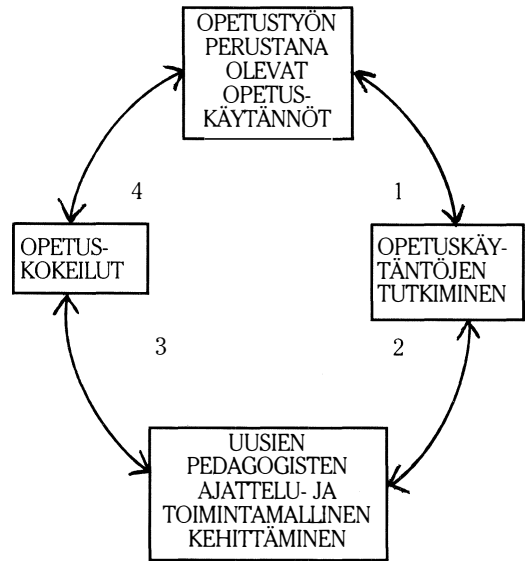 OPETUSTYÖN
PERUSTANA
OLEVAT
OPETUS-
KÄYTÄNNÖT
4
1
OPETUS-
KOKEILUT
OPETUSKÄY-
TÄNTÖJEN
TUTKIMINEN
3
2
UUSIEN
PEDAGOGISTEN
AJATTELU- JA
TOIMINTAMALLINEN
KEHITTÄMINEN